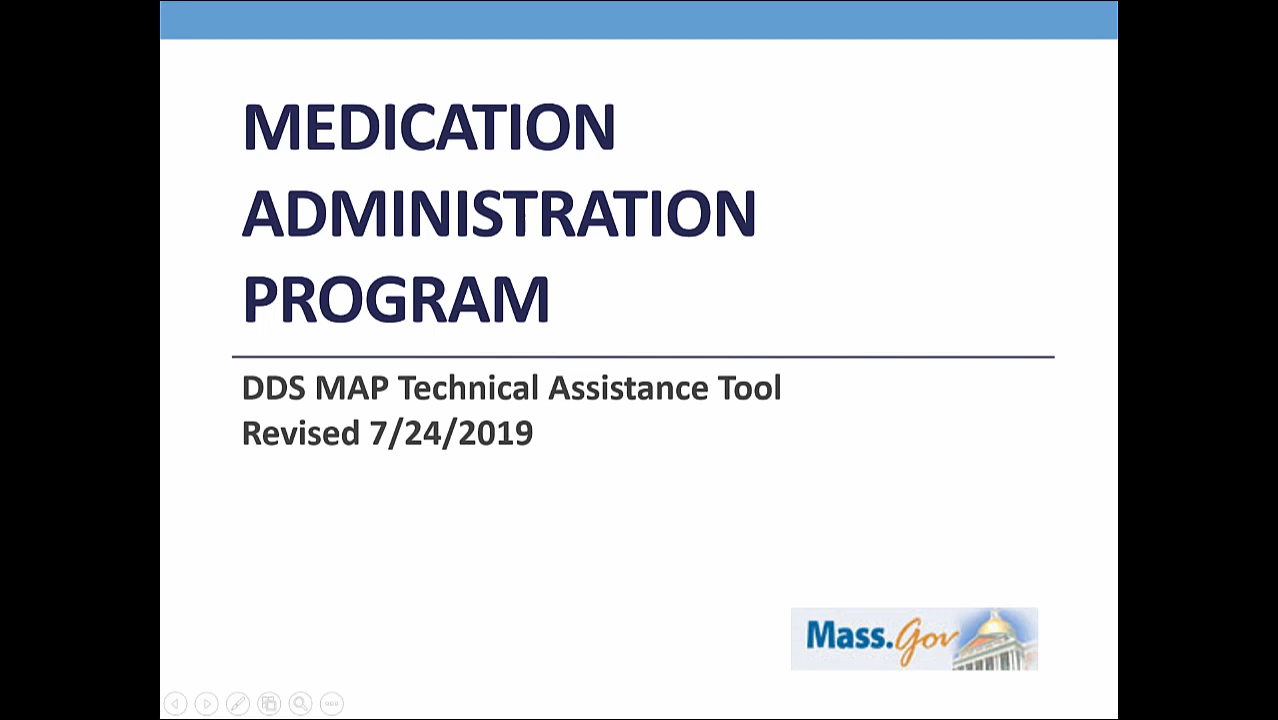 MEDICATION
ADMINISTRATION
PROGRAM
DDS MAP Technical Assistance Tool
Revised 7/24/2019
Mass.Gov